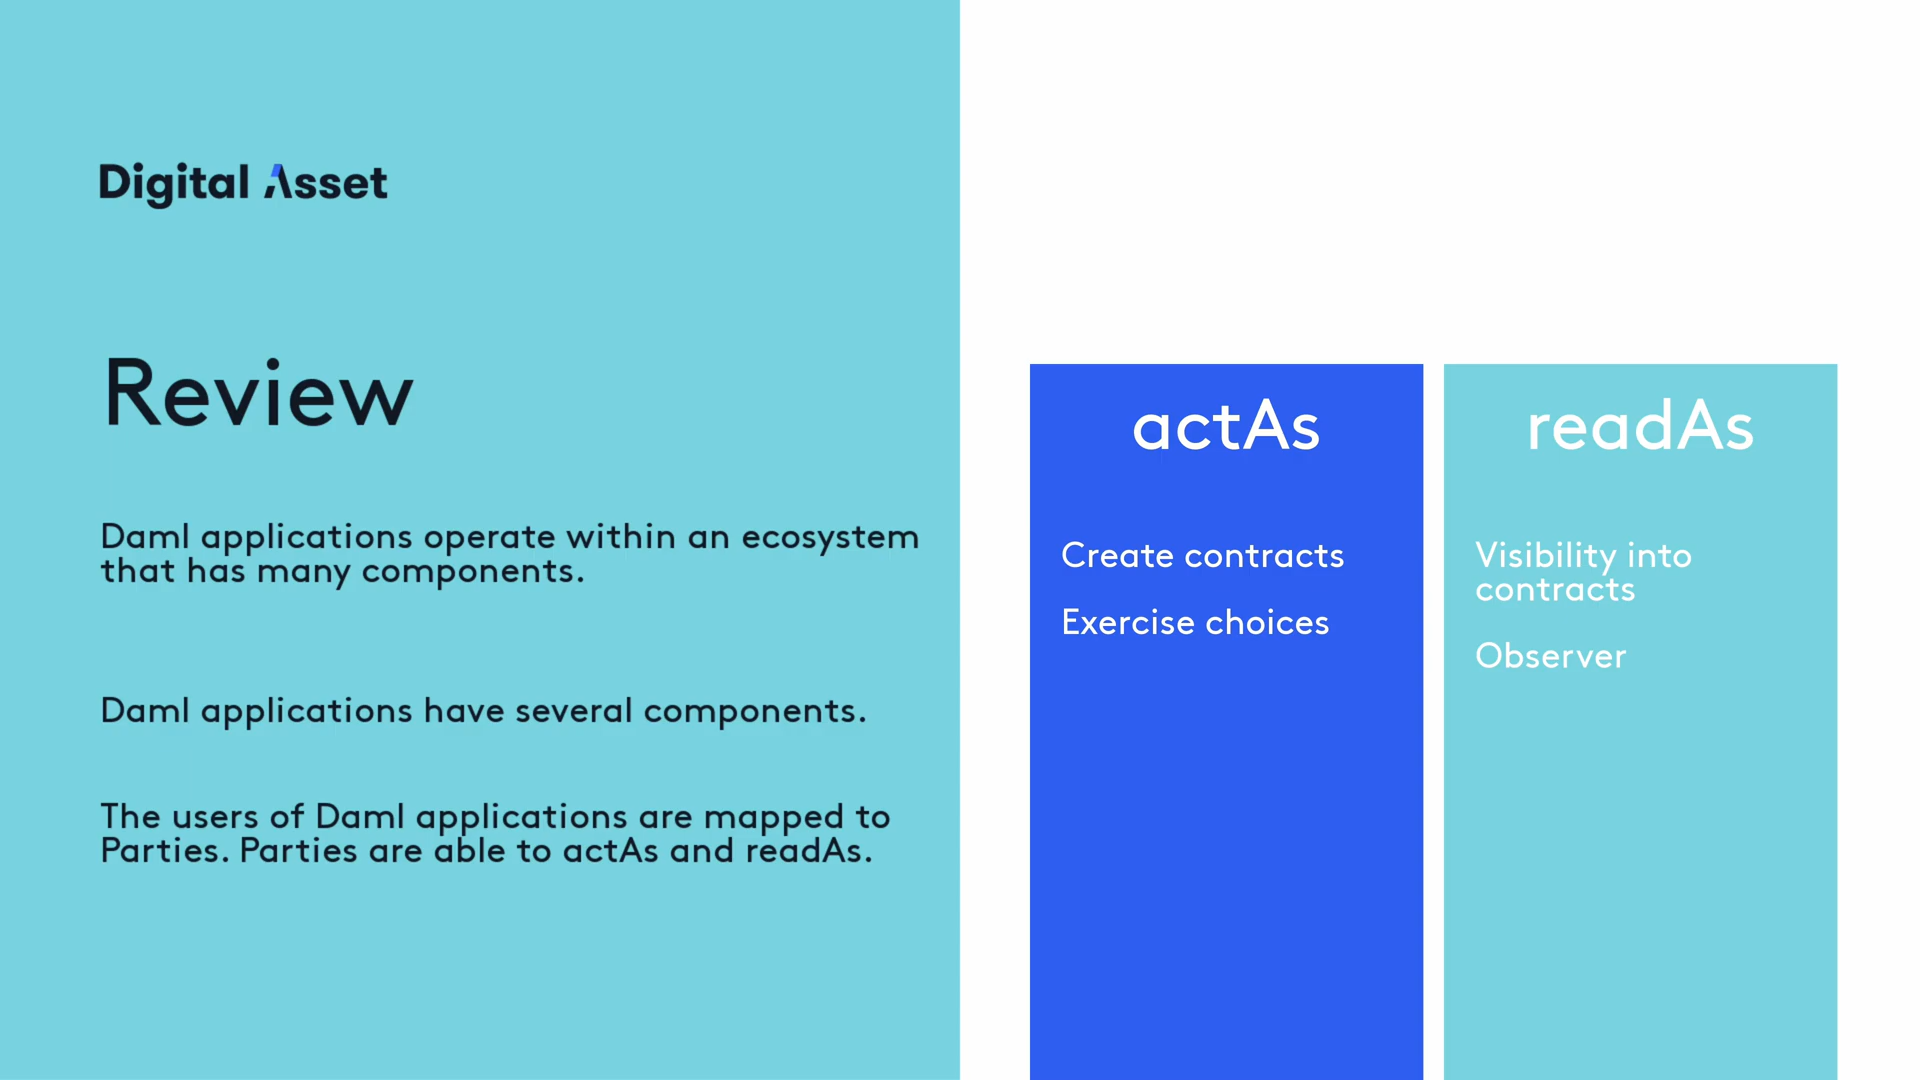 Digital Asset
Review
Daml applications operate within an ecosystem
that has many components.
Daml applications have several components.
The users of Daml applications are mapped to
Parties. Parties are able to actAs and readAs.
actAs
Create contracts
Exercise choices
readAs
Visibility into
contracts
Observer